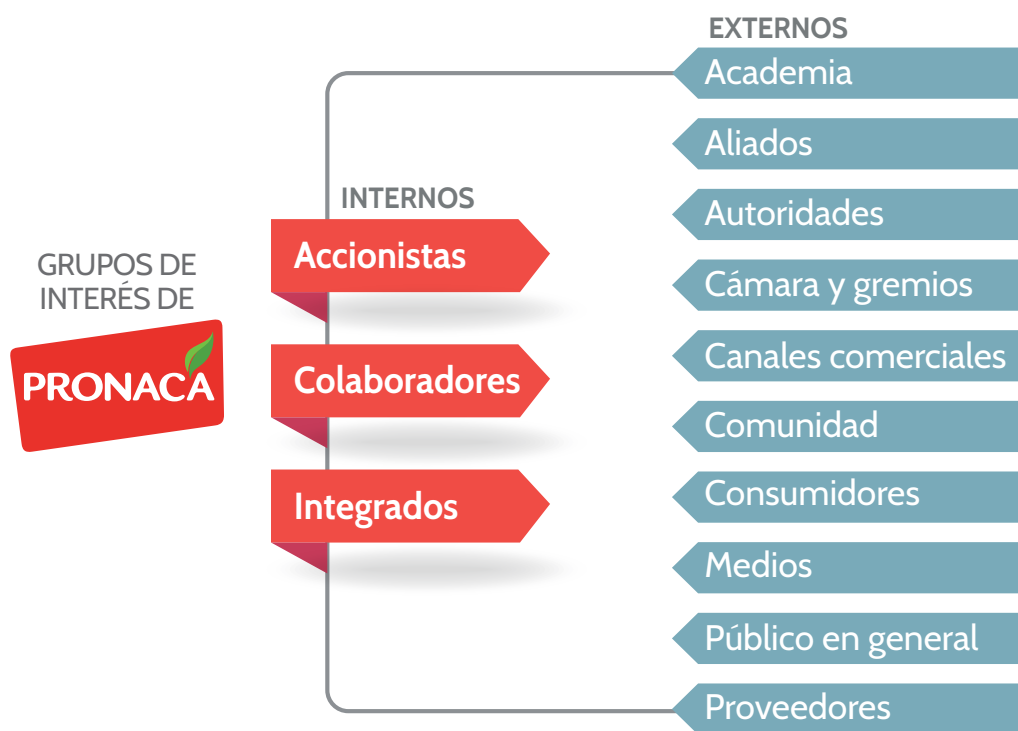 GRUPOS DE
INTERÉS DE
PRONACA
INTERNOS
Accionistas
Colaboradores
Integrados
EXTERNOS
Academia
Aliados
Autoridades
Cámara y gremios
Canales comerciales
Comunidad
Consumidores
Medios
Público en general
Proveedores